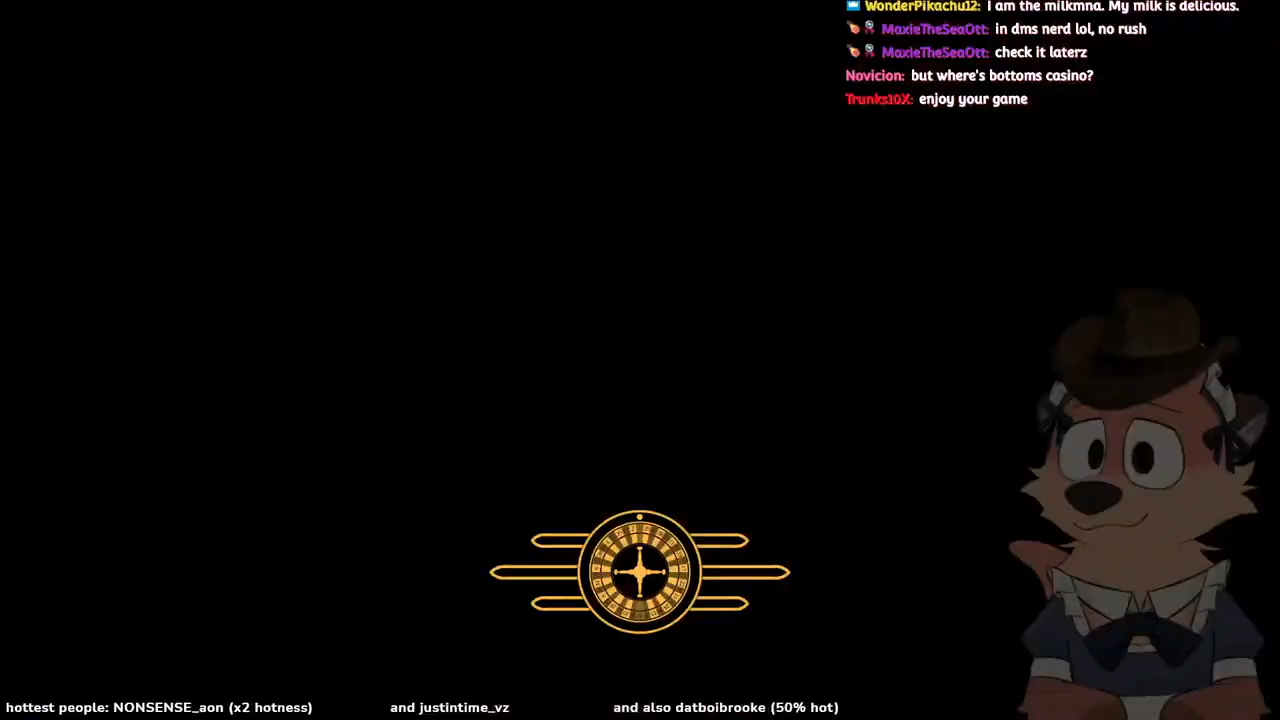 WonderPikachu12: I am the milkmna. My milk is delicious.
MaxieTheSeaOtt: in dms nerd lol, no rush
MaxieTheSeaOtt: check it laterz
Novicion: but where's bottoms casino?
Trunks10X: enjoy your game
hottest people: NONSENSE_aon (x2 hotness) and justintime_vz and also datboibrooke (50% hot)